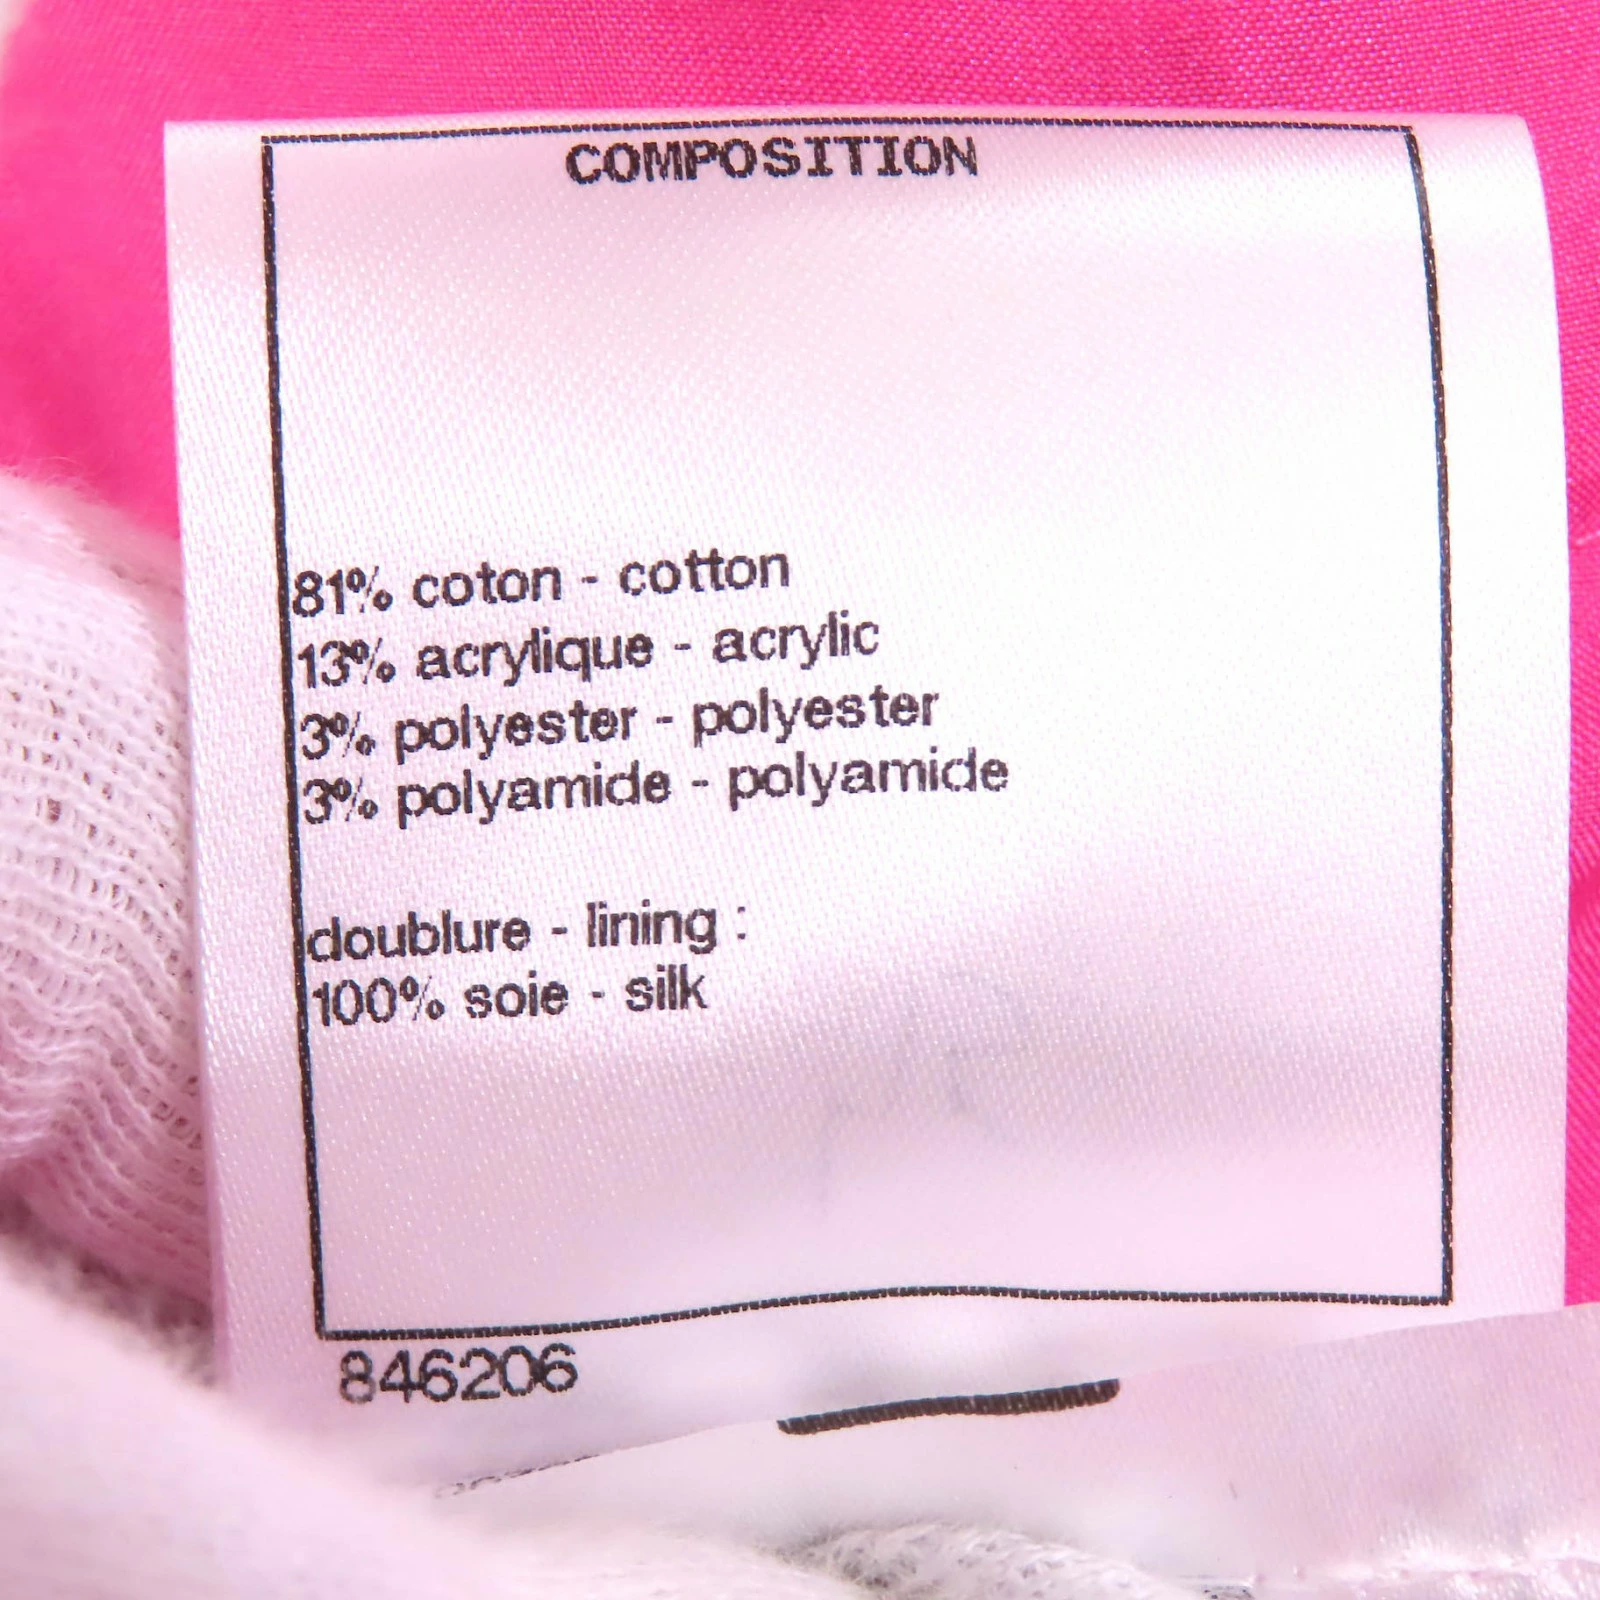 COMPOSITION
81% coton - cotton
13% acrylique - acrylic
3% polyester - polyester
3% polyamide - polyamide
doublure - lining :
100% soie - silk
846206